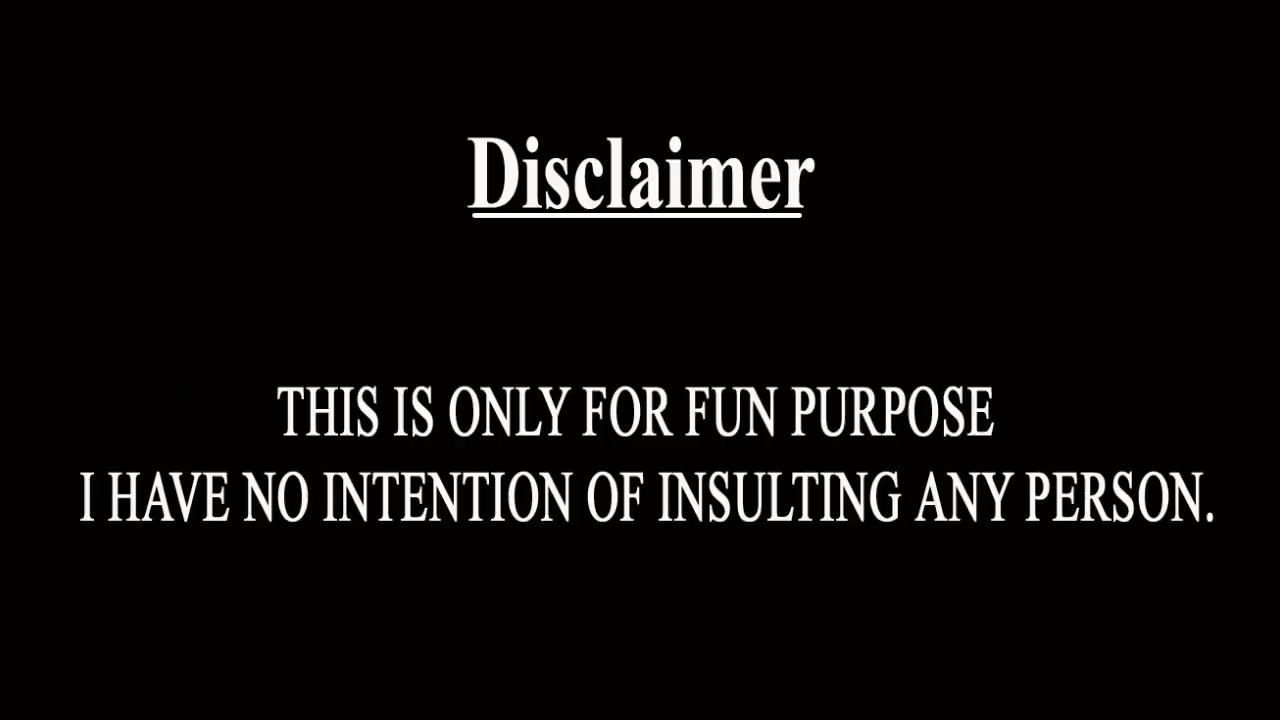 Disclaimer
THIS IS ONLY FOR FUN PURPOSE
I HAVE NO INTENTION OF INSULTING ANY PERSON.